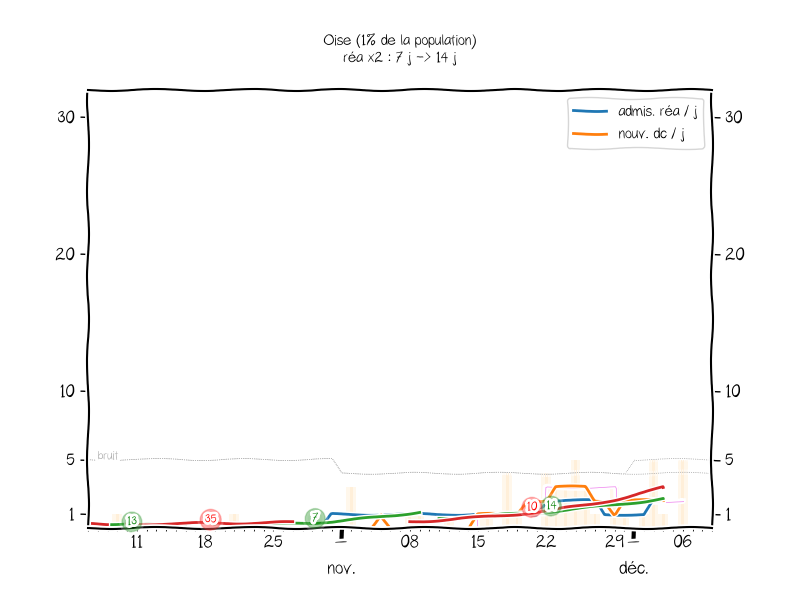 Oise (1% de la population)
réa x2 : 7 j -> 14 j
admis. réa / j
nouv. dc / j
30 30
20 20
10 10
5 5
1 1
bruit
13 35 7 10 14
11 18 25 1 08 15 22 29 1 06
nov. déc.